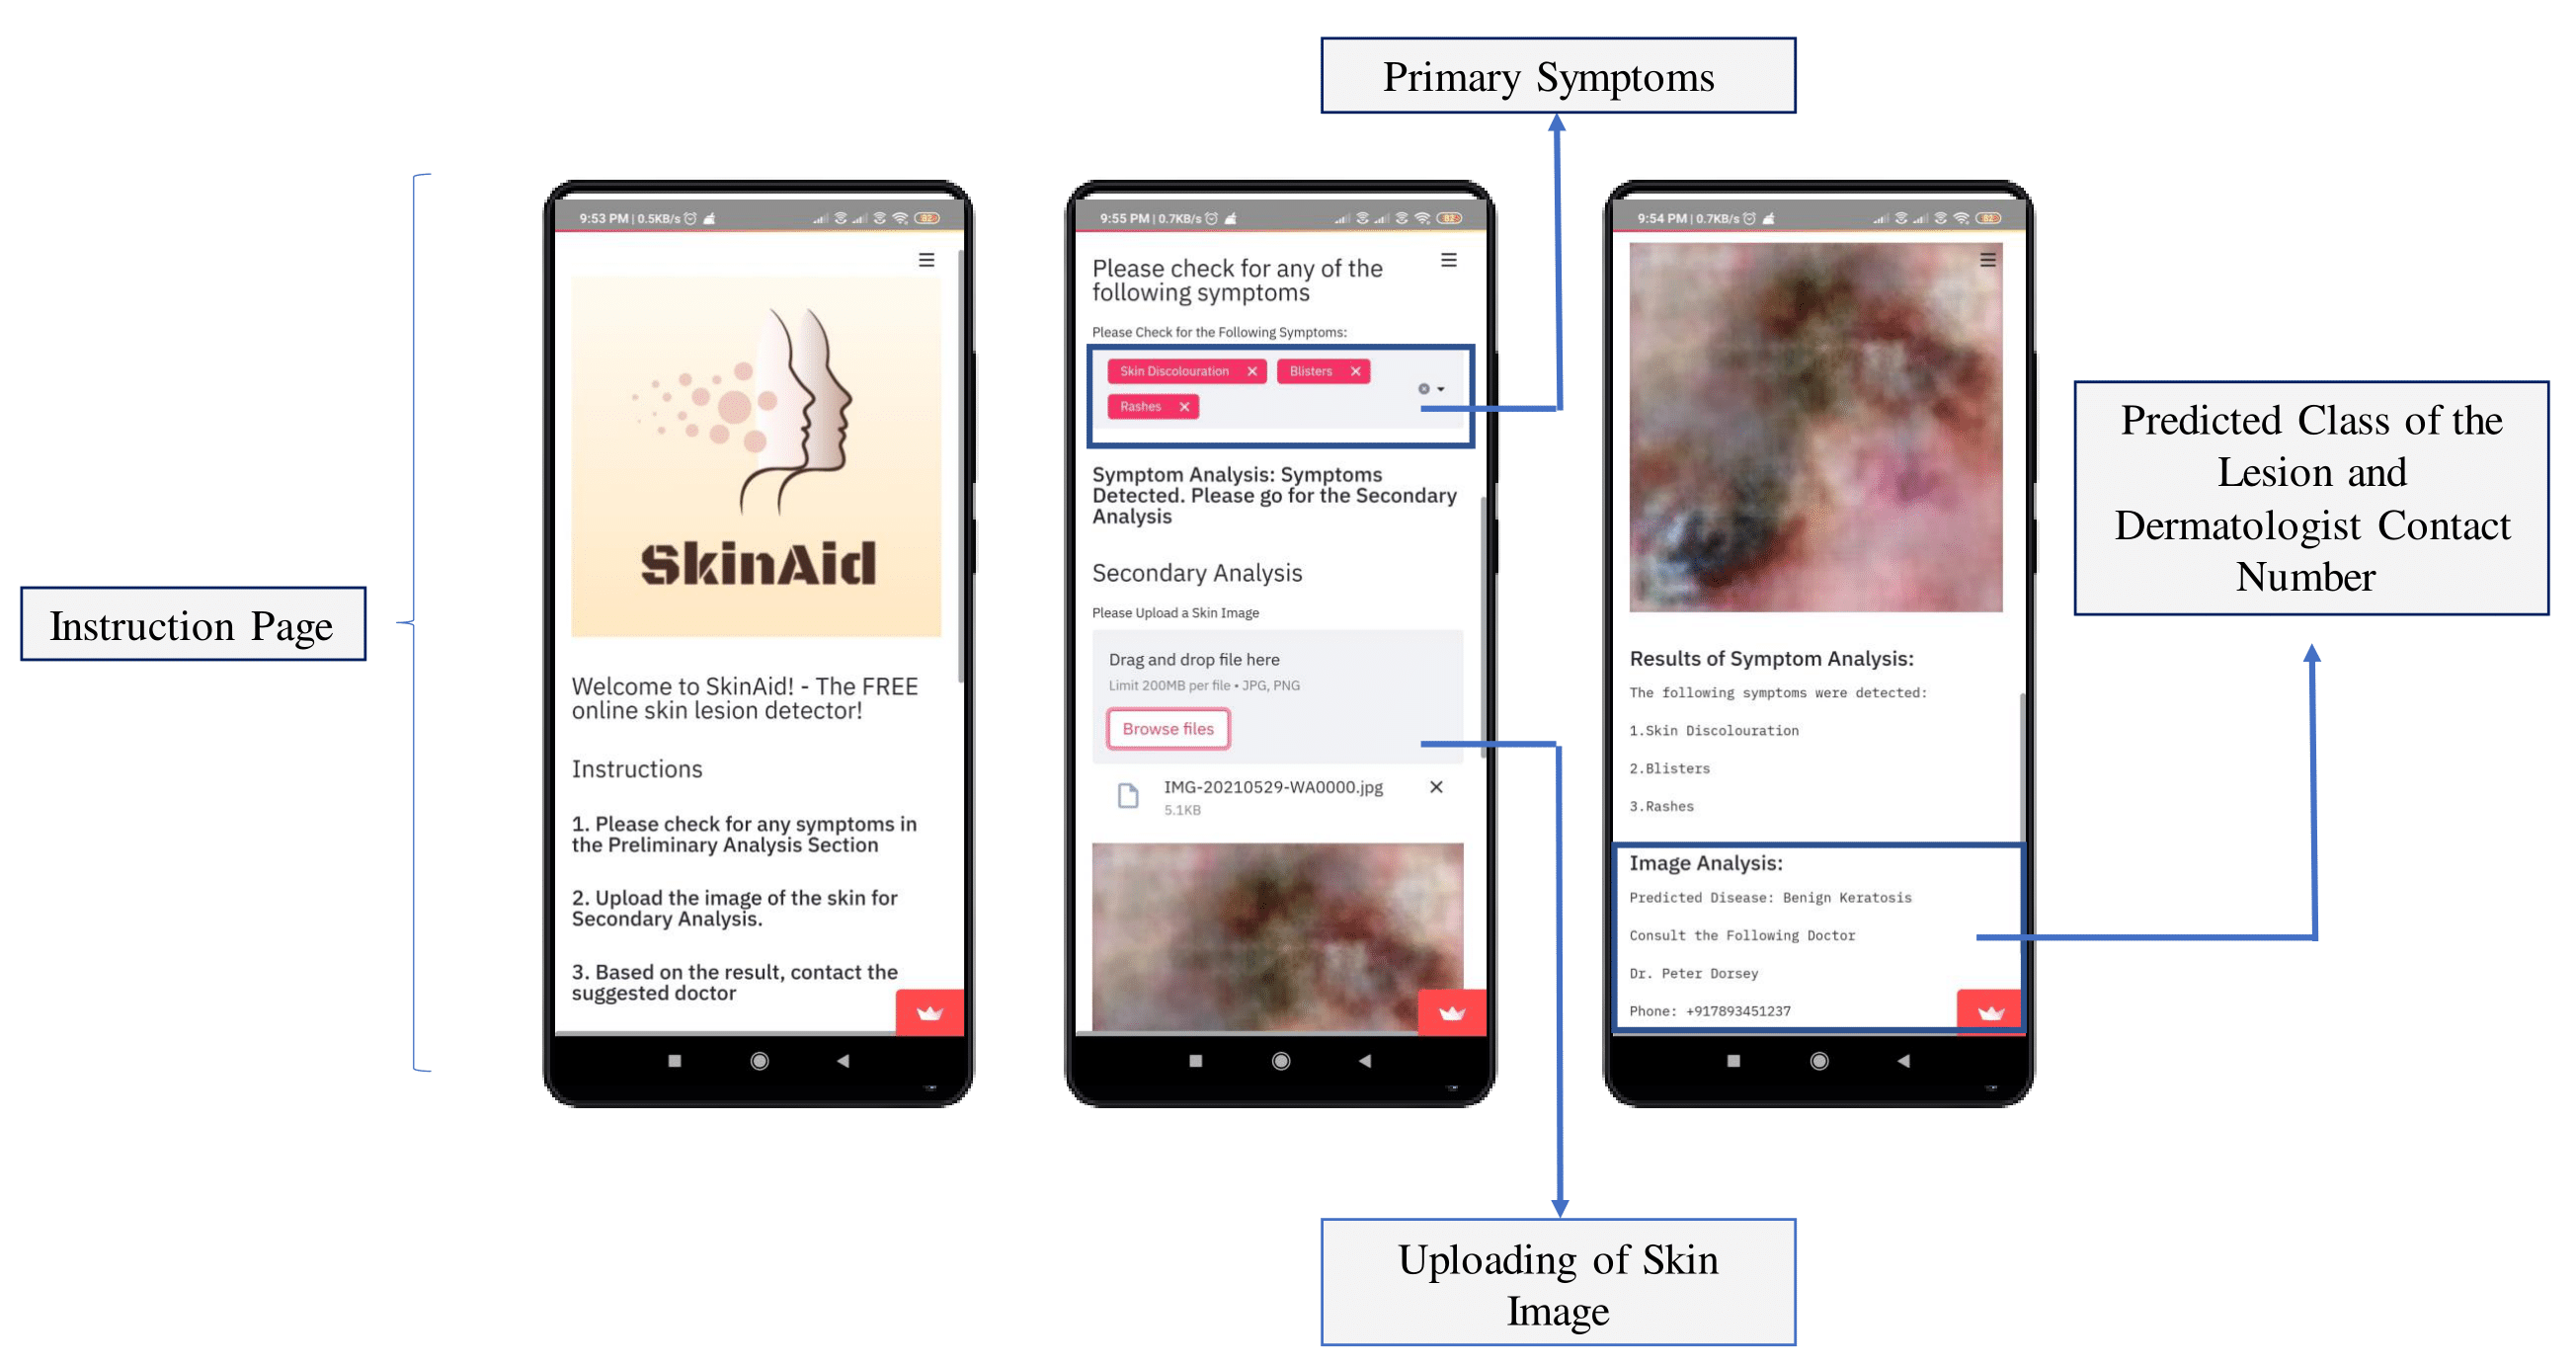 Primary Symptoms
Instruction Page
9:53 PM | 0.5KB/s
82
SkinAid
Welcome to SkinAid! - The FREE
online skin lesion detector!
Instructions
1. Please check for any symptoms in
the Preliminary Analysis Section
2. Upload the image of the skin for
Secondary Analysis.
3. Based on the result, contact the
suggested doctor
9:55 PM | 0.7KB/s
82
Please check for any of the
following symptoms
Please Check for the Following Symptoms:
Skin Discolouration
Blisters
Rashes
Symptom Analysis: Symptoms
Detected. Please go for the Secondary
Analysis
Secondary Analysis
Please Upload a Skin Image
Drag and drop file here
Limit 200MB per file • JPG, PNG
Browse files
IMG-20210529-WA0000.jpg
5.1KB
9:54 PM | 0.7KB/s
82
Results of Symptom Analysis:
The following symptoms were detected:
1.Skin Discolouration
2.Blisters
3.Rashes
Image Analysis:
Predicted Disease: Benign Keratosis
Consult the Following Doctor
Dr. Peter Dorsey
Phone: +917893451237
Predicted Class of the
Lesion and
Dermatologist Contact
Number
Uploading of Skin
Image